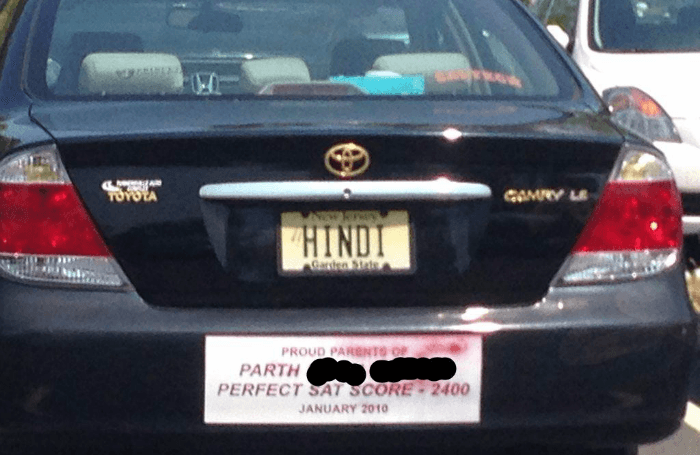 TOYOTA
CAMRY LE
New Jersey
HINDI
Garden State
PROUD PARENTS OF
PARTH
PERFECT SAT SCORE - 2400
JANUARY 2010